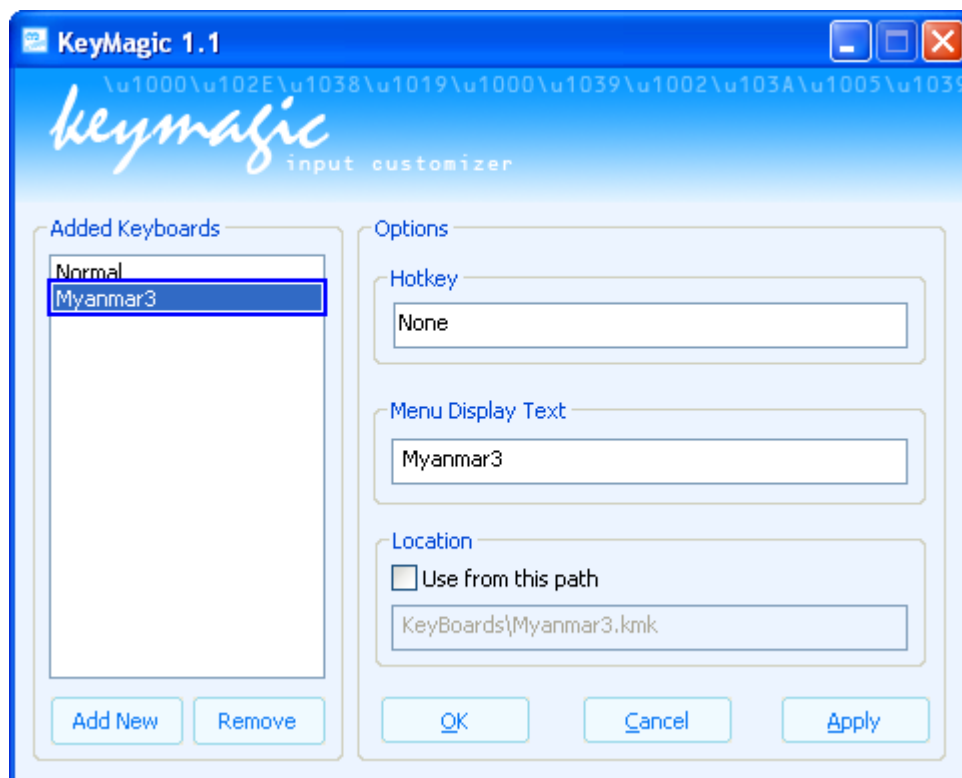 KeyMagic 1.1
\u1000\u102E\u1038\u1019\u1000\u1039\u1002\u103A\u1005\u1039
keymagic
input customizer
Added Keyboards
Normal
Myanmar3
Add New
Remove
Options
Hotkey
None
Menu Display Text
Myanmar3
Location
Use from this path
KeyBoards\Myanmar3.kmk
OK
Cancel
Apply